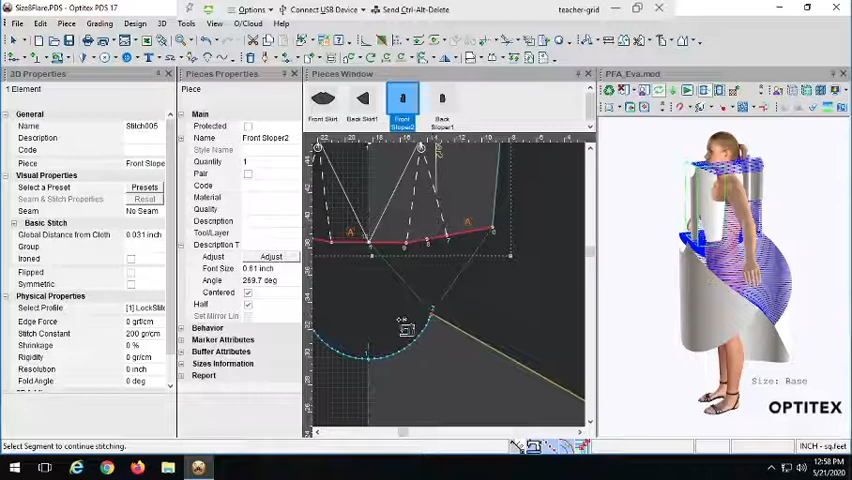 Size8Flare.PDS - Optitex PDS 17
Options
Connect USB Device
Send Ctrl-Alt-Delete
teacher-grid
File Edit Piece Grading Design Tools View O/Cloud Help
3D Properties
1 Element
General
Name Stitch005
Description
Code
Piece Front Slope
Visual Properties
Select a Preset Presets
Seam & Stitch Properties Reset
Seam No Seam
Basic Stitch
Global Distance from Cloth 0.031 inch
Group
Ironed
Flipped
Symmetric
Physical Properties
Select Profile [1] LockStit
Edge Force 0 grf/cm
Stitch Constant 200 gr/cm
Shrinkage 0 %
Rigidity 0 gr/cm
Resolution 0 inch
Fold Angle 0 deg
Pieces Properties
Piece
Main
Protected
Name Front Sloper2
Style Name
Quantity 1
Pair
Code
Material
Quality
Description
Tool/Layer
Description T
Adjust Adjust
Font Size 0.61 inch
Angle 269.7 deg
Centered
Half
Set Mirror Lin
Behavior
Marker Attributes
Buffer Attributes
Sizes Information
Report
Pieces Window
Front Skirt
Back Skirt1
Front Sloper2
Back Sloper1
PFA_Eva.mod
Size: Base
OPTITEX
Select Segment to continue stitching.
INCH - sq.feet
12:58 PM
5/21/2020